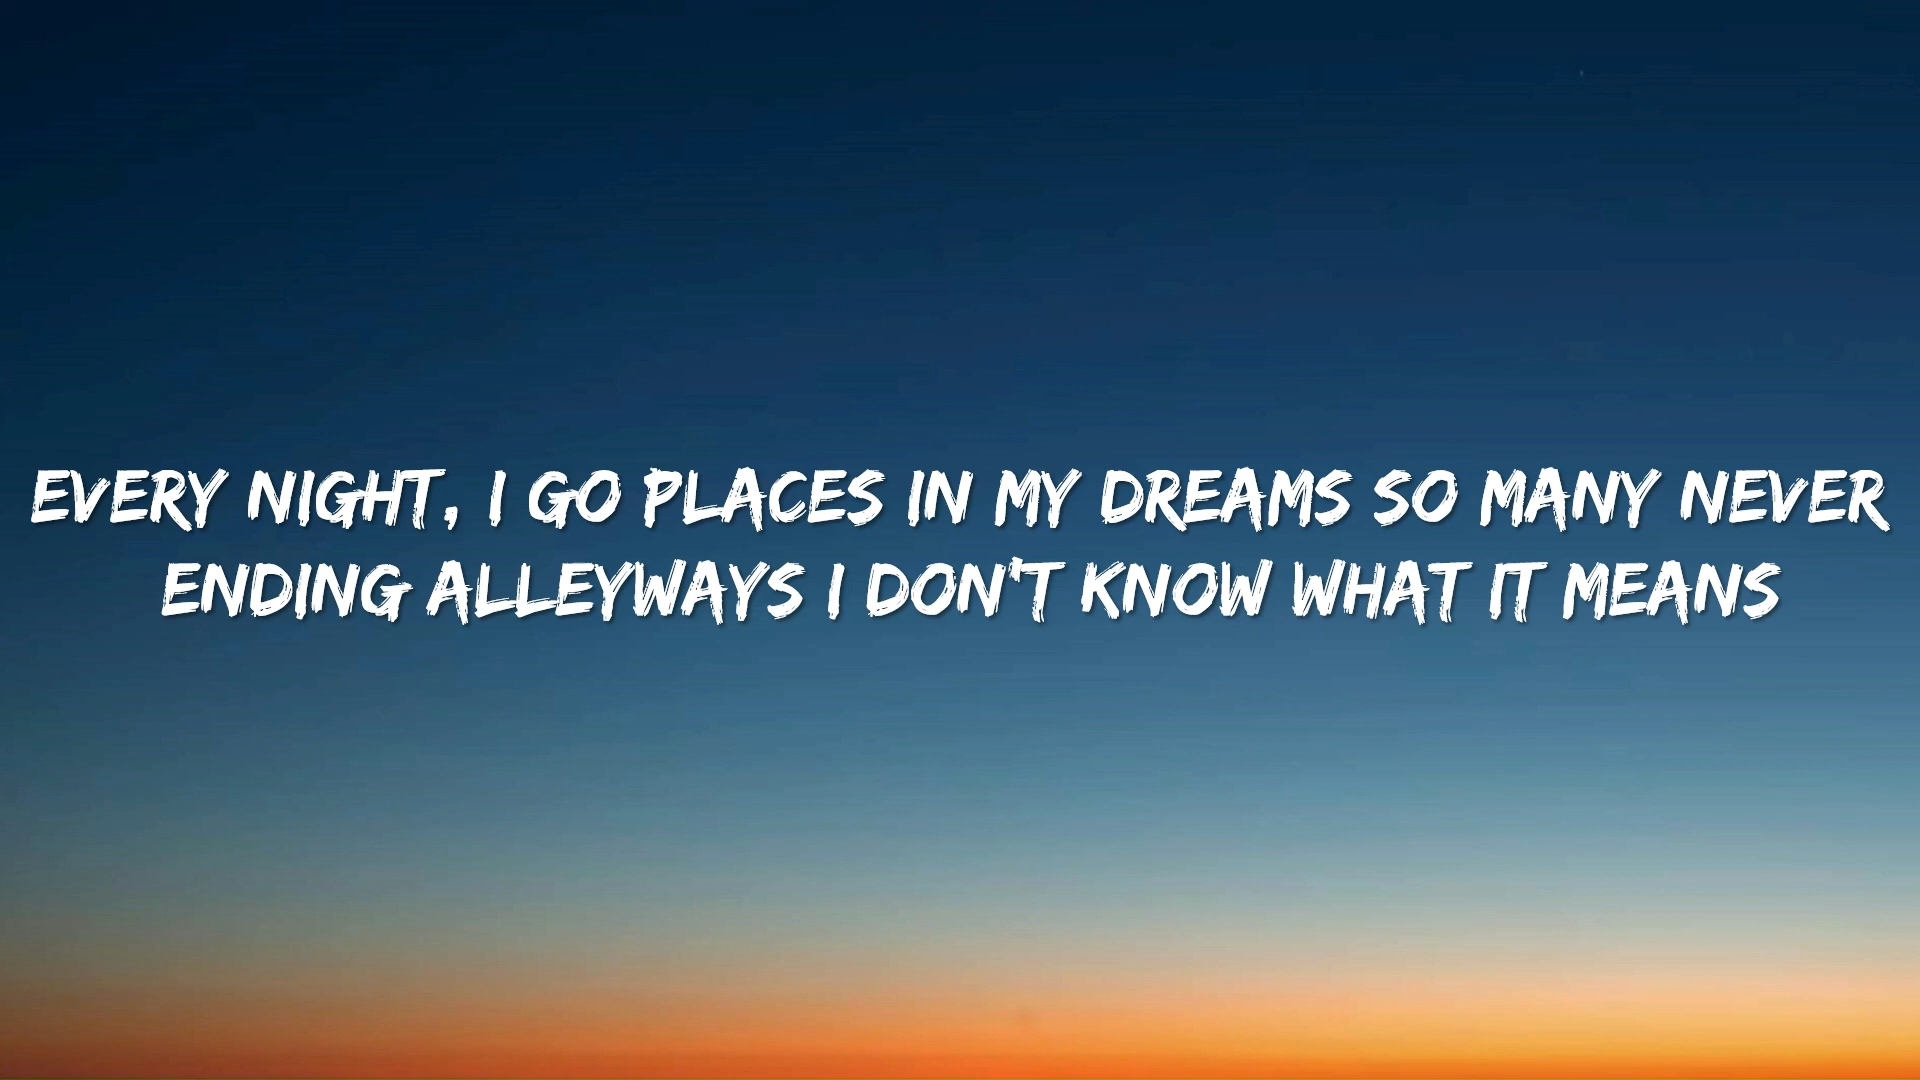 EVERY NIGHT, I GO PLACES IN MY DREAMS SO MANY NEVER
ENDING ALLEYWAYS I DON'T KNOW WHAT IT MEANS